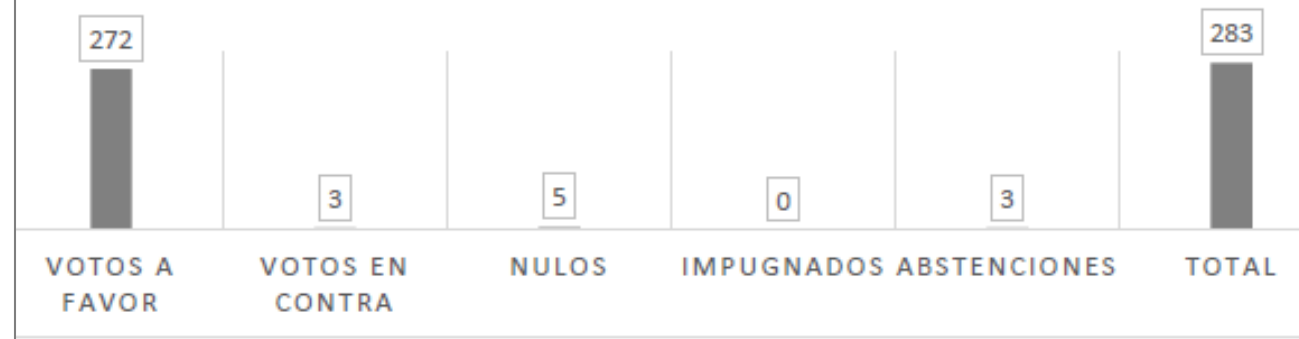 272
283
3
5
0
3
VOTOS A
FAVOR
VOTOS EN
CONTRA
NULOS
IMPUGNADOS
ABSTENCIONES
TOTAL